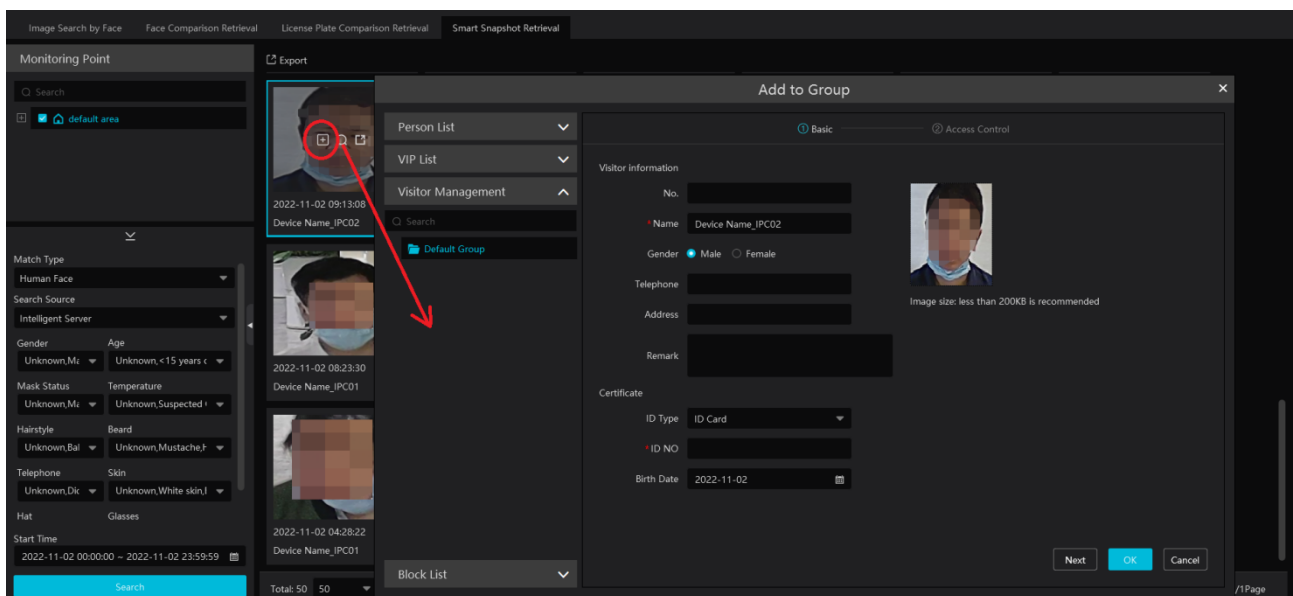 Image Search by Face
Face Comparison Retrieval
License Plate Comparison Retrieval
Smart Snapshot Retrieval
Monitoring Point
Search
default area
Match Type
Human Face
Search Source
Intelligent Server
Gender
Age
Unknown,Ma
Unknown,<15 years c
Mask Status
Temperature
Unknown,Ma
Unknown,Suspected
Hairstyle
Beard
Unknown,Bal
Unknown,Mustache,H
Telephone
Skin
Unknown,Dic
Unknown,White skin,
Hat
Glasses
Start Time
2022-11-02 00:00:00 ~ 2022-11-02 23:59:59
Search
Export
2022-11-02 09:13:08
Device Name_IPC02
2022-11-02 08:23:30
Device Name_IPC01
2022-11-02 04:28:22
Device Name_IPC01
Total: 50 50
Add to Group
Person List
VIP List
Visitor Management
Search
Default Group
Block List
① Basic
② Access Control
Visitor information
No.
*Name Device Name_IPC02
Gender Male Female
Telephone
Address
Remark
Image size: less than 200KB is recommended
Certificate
ID Type ID Card
*ID NO
Birth Date 2022-11-02
Next
OK
Cancel
/1Page